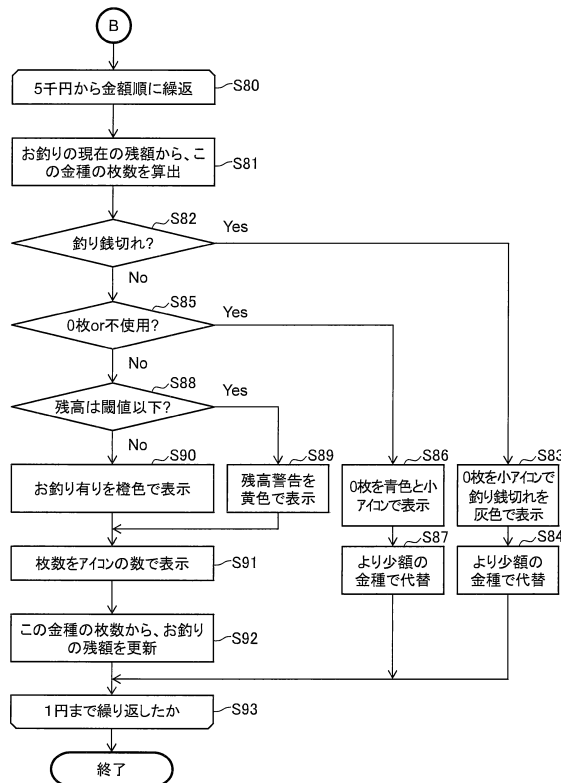 B
5千円から金額順に繰返
S80
お釣りの現在の残額から、こ
の金種の枚数を算出
S81
釣り銭切れ?
S82
Yes
No
0枚or不使用?
S85
Yes
No
残高は閾値以下?
S88
Yes
No
お釣り有りを橙色で表示
S90
残高警告を
黄色で表示
S89
0枚を青色と小
アイコンで表示
S86
0枚を小アイコンで
釣り銭切れを
灰色で表示
S83
より少額の
金種で代替
S87
より少額の
金種で代替
S84
枚数をアイコンの数で表示
S91
この金種の枚数から、お釣り
の残額を更新
S92
1円まで繰り返したか
S93
終了